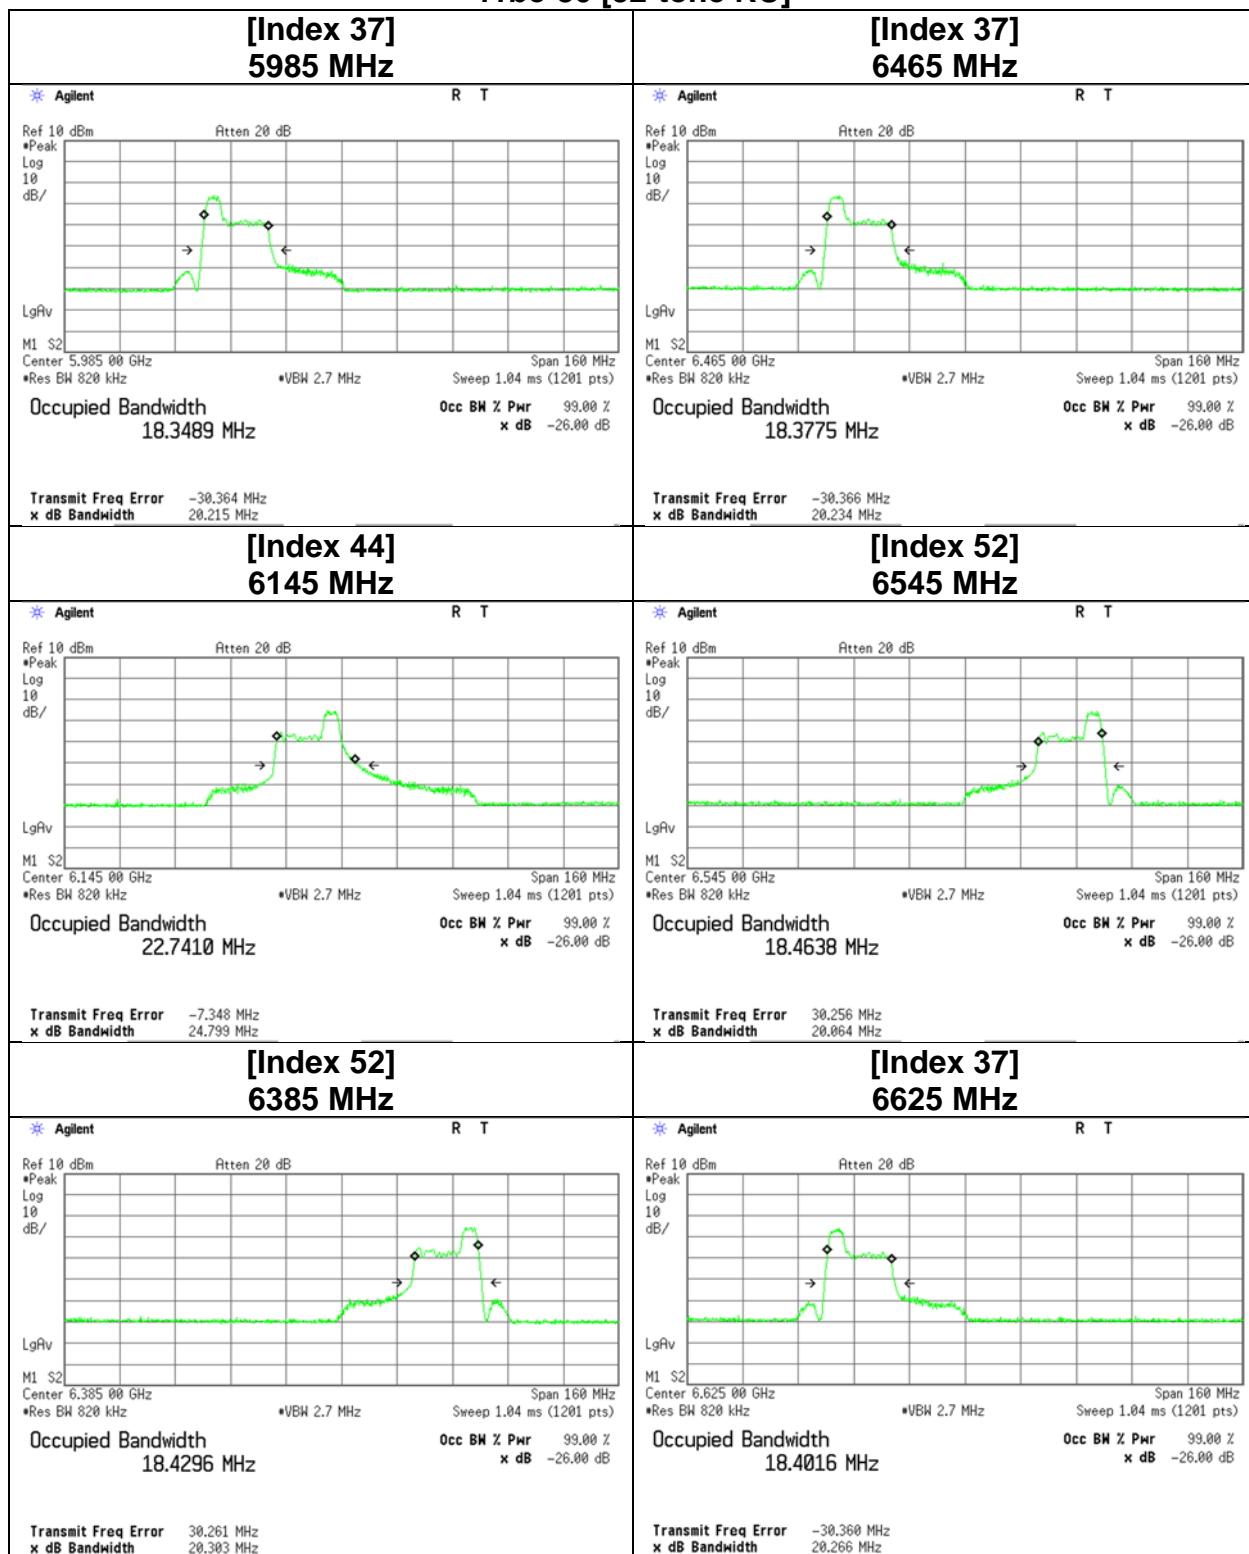 [Index 37]
5985 MHz
Agilent R T
Ref 10 dBm Atten 20 dB
#Peak
Log
10
dB/
LgAv
M1 S2
Center 5.985 00 GHz Span 160 MHz
#Res BW 820 kHz #VBW 2.7 MHz Sweep 1.04 ms (1201 pts)
Occupied Bandwidth Occ BW % Pwr 99.00 %
18.3489 MHz x dB -26.00 dB
Transmit Freq Error -30.364 MHz
x dB Bandwidth 20.215 MHz
[Index 37]
6465 MHz
Agilent R T
Ref 10 dBm Atten 20 dB
#Peak
Log
10
dB/
LgAv
M1 S2
Center 6.465 00 GHz Span 160 MHz
#Res BW 820 kHz #VBW 2.7 MHz Sweep 1.04 ms (1201 pts)
Occupied Bandwidth Occ BW % Pwr 99.00 %
18.3775 MHz x dB -26.00 dB
Transmit Freq Error -30.366 MHz
x dB Bandwidth 20.234 MHz
[Index 44]
6145 MHz
Agilent R T
Ref 10 dBm Atten 20 dB
#Peak
Log
10
dB/
LgAv
M1 S2
Center 6.145 00 GHz Span 160 MHz
#Res BW 820 kHz #VBW 2.7 MHz Sweep 1.04 ms (1201 pts)
Occupied Bandwidth Occ BW % Pwr 99.00 %
22.7410 MHz x dB -26.00 dB
Transmit Freq Error -7.348 MHz
x dB Bandwidth 24.799 MHz
[Index 52]
6545 MHz
Agilent R T
Ref 10 dBm Atten 20 dB
#Peak
Log
10
dB/
LgAv
M1 S2
Center 6.545 00 GHz Span 160 MHz
#Res BW 820 kHz #VBW 2.7 MHz Sweep 1.04 ms (1201 pts)
Occupied Bandwidth Occ BW % Pwr 99.00 %
18.4638 MHz x dB -26.00 dB
Transmit Freq Error 30.256 MHz
x dB Bandwidth 20.064 MHz
[Index 52]
6385 MHz
Agilent R T
Ref 10 dBm Atten 20 dB
#Peak
Log
10
dB/
LgAv
M1 S2
Center 6.385 00 GHz Span 160 MHz
#Res BW 820 kHz #VBW 2.7 MHz Sweep 1.04 ms (1201 pts)
Occupied Bandwidth Occ BW % Pwr 99.00 %
18.4296 MHz x dB -26.00 dB
Transmit Freq Error 30.261 MHz
x dB Bandwidth 20.303 MHz
[Index 37]
6625 MHz
Agilent R T
Ref 10 dBm Atten 20 dB
#Peak
Log
10
dB/
LgAv
M1 S2
Center 6.625 00 GHz Span 160 MHz
#Res BW 820 kHz #VBW 2.7 MHz Sweep 1.04 ms (1201 pts)
Occupied Bandwidth Occ BW % Pwr 99.00 %
18.4016 MHz x dB -26.00 dB
Transmit Freq Error -30.360 MHz
x dB Bandwidth 20.266 MHz